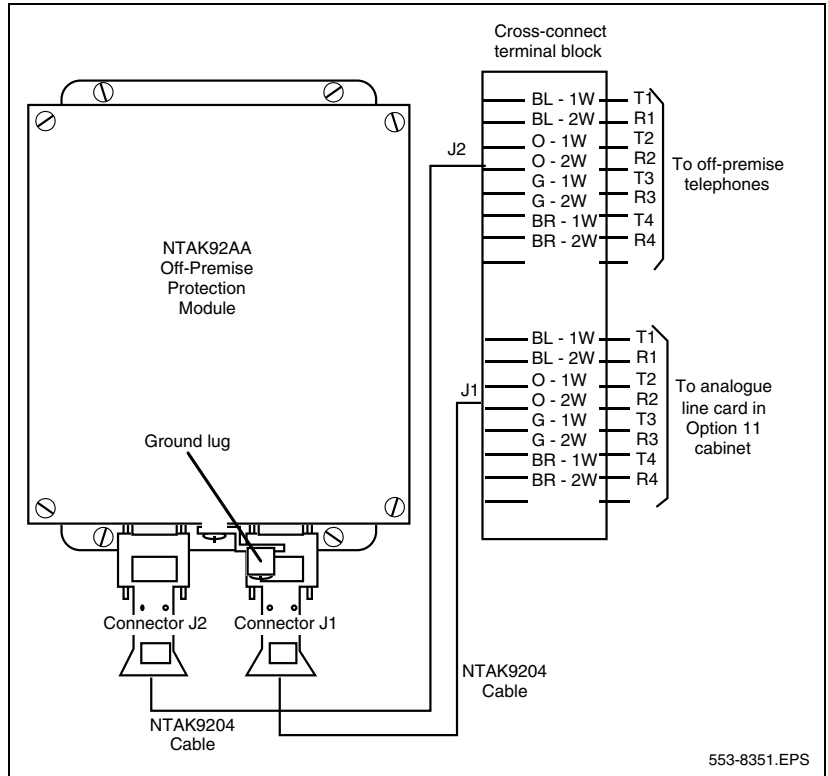 Cross-connect
terminal block
J2
BL - 1W T1
BL - 2W R1
O - 1W T2
O - 2W R2
G - 1W T3
G - 2W R3
BR - 1W T4
BR - 2W R4
To off-premise
telephones
NTAK92AA
Off-Premise
Protection
Module
J1
BL - 1W T1
BL - 2W R1
O - 1W T2
O - 2W R2
G - 1W T3
G - 2W R3
BR - 1W T4
BR - 2W R4
To analogue
line card in
Option 11
cabinet
Ground lug
Connector J2
Connector J1
NTAK9204
Cable
NTAK9204
Cable
553-8351.EPS